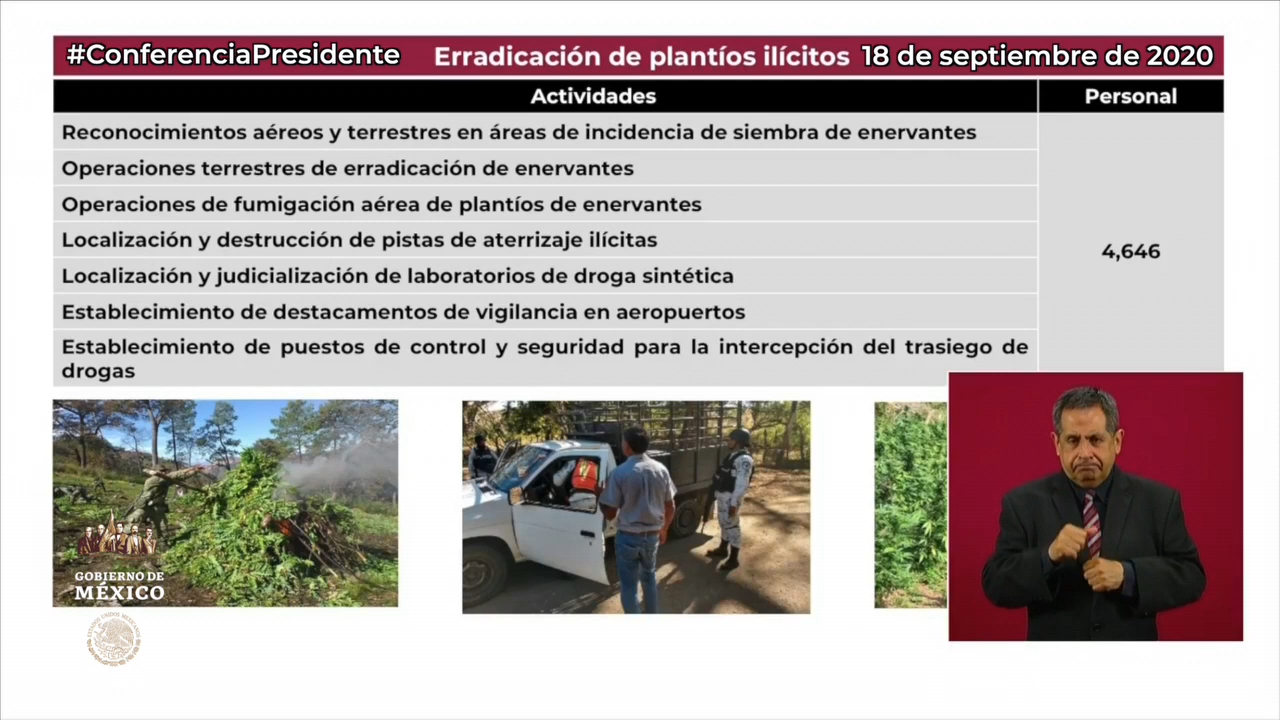 #ConferenciaPresidente Erradicación de plantíos ilícitos 18 de septiembre de 2020
Actividades Personal
Reconocimientos aéreos y terrestres en áreas de incidencia de siembra de enervantes
Operaciones terrestres de erradicación de enervantes
Operaciones de fumigación aérea de plantíos de enervantes
Localización y destrucción de pistas de aterrizaje ilícitas
4,646
Localización y judicialización de laboratorios de droga sintética
Establecimiento de destacamentos de vigilancia en aeropuertos
Establecimiento de puestos de control y seguridad para la intercepción del trasiego de
drogas
GOBIERNO DE
MÉXICO
ESTADOS UNIDOS MEXICANOS